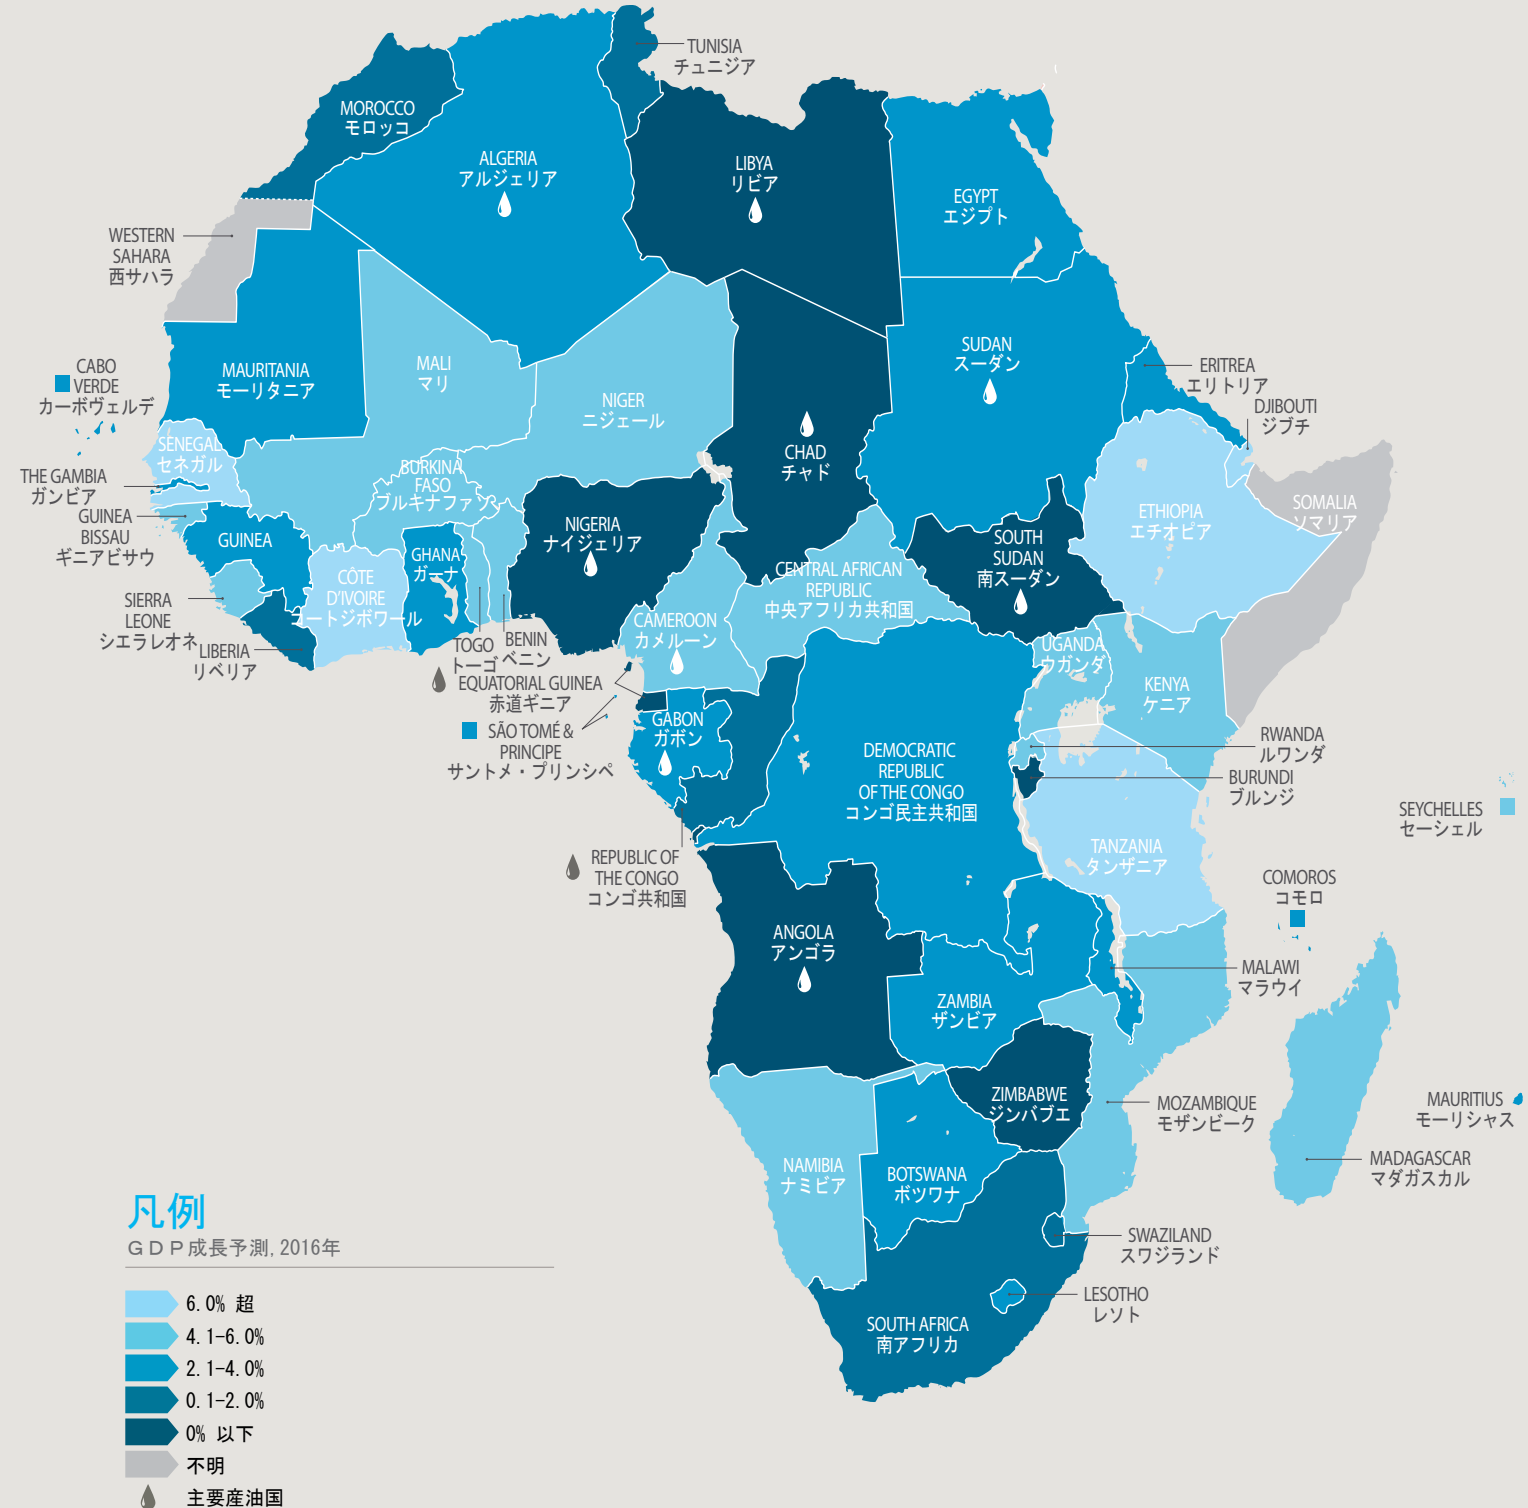 TUNISIA
チュニジア
MOROCCO
モロッコ
ALGERIA
アルジェリア
LIBYA
リビア
EGYPT
エジプト
WESTERN
SAHARA
西サハラ
CABO
VERDE
カーボヴェルデ
MAURITANIA
モーリタニア
MALI
マリ
NIGER
ニジェール
CHAD
チャド
SUDAN
スーダン
ERITREA
エリトリア
DJIBOUTI
ジブチ
SENEGAL
セネガル
THE GAMBIA
ガンビア
GUINEA
BISSAU
ギニアビサウ
GUINEA
BURKINA
FASO
ブルキナファソ
NIGERIA
ナイジェリア
GHANA
ガーナ
CÔTE
D'IVOIRE
コートジボワール
SIERRA
LEONE
シエラレオネ
LIBERIA
リベリア
TOGO
トーゴ
BENIN
ベニン
CAMEROON
カメルーン
CENTRAL AFRICAN
REPUBLIC
中央アフリカ共和国
SOUTH
SUDAN
南スーダン
ETHIOPIA
エチオピア
SOMALIA
ソマリア
EQUATORIAL GUINEA
赤道ギニア
SÃO TOMÉ &
PRINCIPE
サントメ・プリンシペ
GABON
ガボン
REPUBLIC OF
THE CONGO
コンゴ共和国
DEMOCRATIC
REPUBLIC
OF THE CONGO
コンゴ民主共和国
UGANDA
ウガンダ
KENYA
ケニア
RWANDA
ルワンダ
BURUNDI
ブルンジ
TANZANIA
タンザニア
SEYCHELLES
セーシェル
COMOROS
コモロ
ANGOLA
アンゴラ
ZAMBIA
ザンビア
MALAWI
マラウイ
ZIMBABWE
ジンバブエ
MOZAMBIQUE
モザンビーク
MAURITIUS
モーリシャス
MADAGASCAR
マダガスカル
NAMIBIA
ナミビア
BOTSWANA
ボツワナ
SWAZILAND
スワジランド
LESOTHO
レソト
SOUTH AFRICA
南アフリカ
凡例
ＧＤＰ成長予測, 2016年
6.0% 超
4.1-6.0%
2.1-4.0%
0.1-2.0%
0% 以下
不明
主要産油国